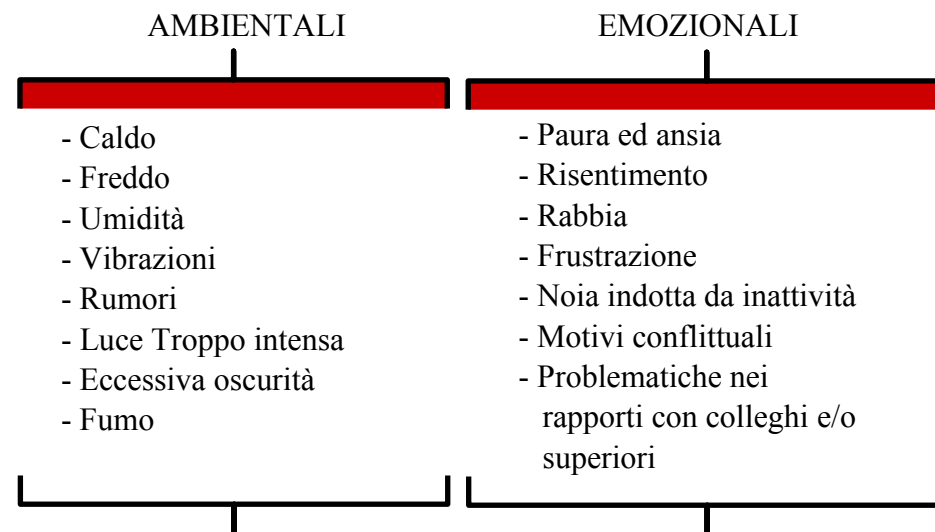 AMBIENTALI
- Caldo
- Freddo
- Umidità
- Vibrazioni
- Rumori
- Luce Troppo intensa
- Eccessiva oscurità
- Fumo
EMOZIONALI
- Paura ed ansia
- Risentimento
- Rabbia
- Frustrazione
- Noia indotta da inattività
- Motivi conflittuali
- Problematiche nei
rapporti con colleghi e/o
superiori